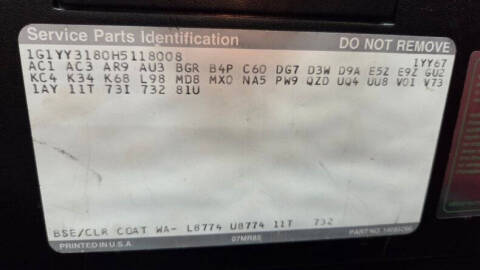 Service Parts Identification DO NOT REMOVE
1G1YY3180H5118008 1YY67
AC1 AC3 AR9 AU3 BGR B4P C60 DG7 D3W D9A E5Z E9Z GU2
KC4 K34 K68 L98 MD8 MX0 NA5 PW9 QZD UQ4 UU8 V01 V73
1AY 11T 73I 732 81U
BSE/CLR COAT WA- L8774 U8774 11T 732
PRINTED IN U.S.A PART NO.